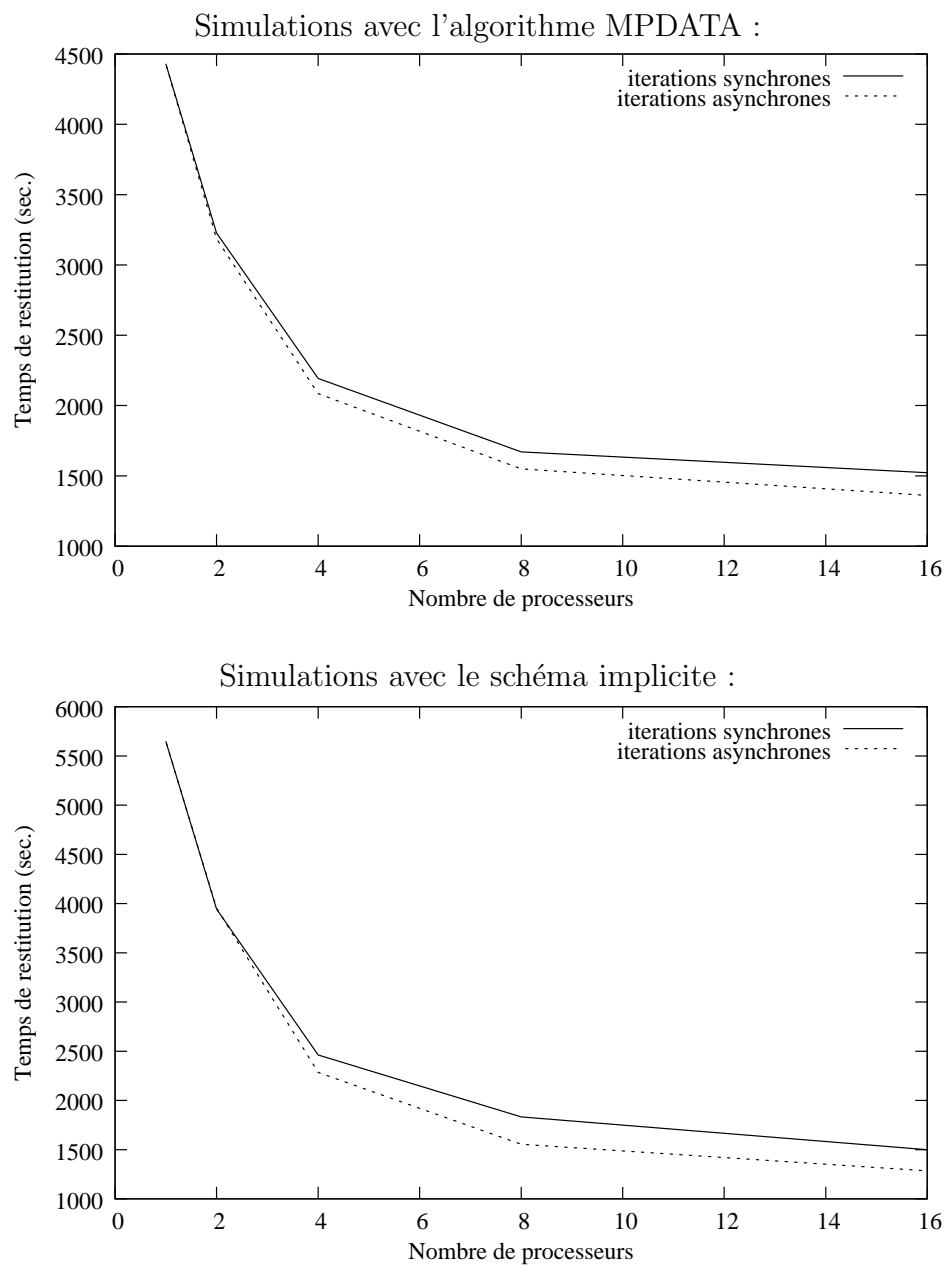 Simulations avec l'algorithme MPDATA :
4500
4000
3500
3000
2500
2000
1500
1000
Temps de restitution (sec.)
iterations synchrones
iterations asynchrones
0 2 4 6 8 10 12 14 16
Nombre de processeurs
Simulations avec le schéma implicite :
6000
5500
5000
4500
4000
3500
3000
2500
2000
1500
1000
Temps de restitution (sec.)
iterations synchrones
iterations asynchrones
0 2 4 6 8 10 12 14 16
Nombre de processeurs